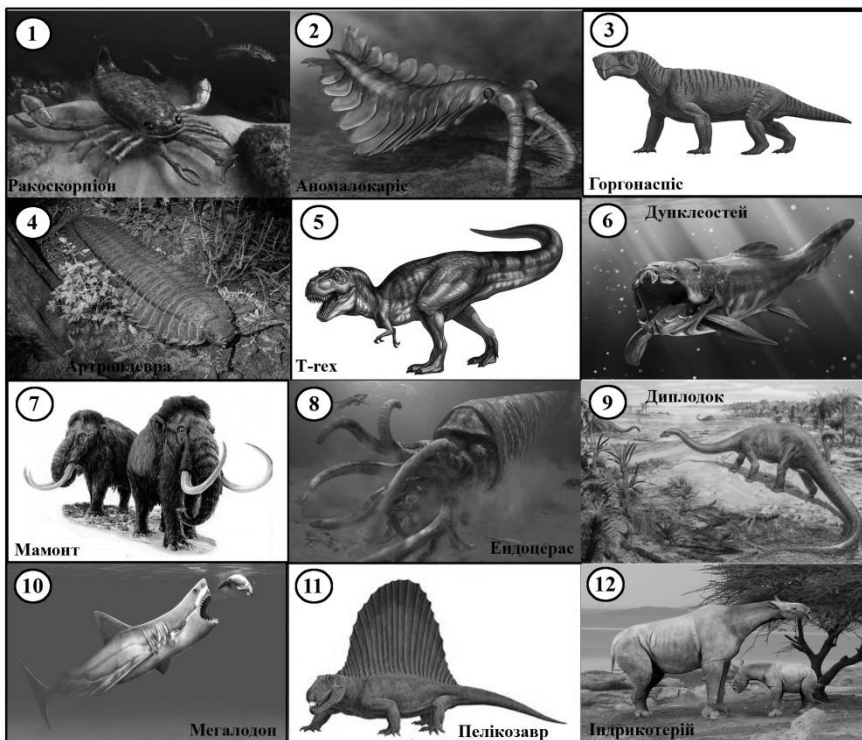 1
Ракоскорпіон
2
Аномалокаріс
3
Горгонаспіс
4
Артроплевра
5
T-rex
6
Дунклеостей
7
Мамонт
8
Ендоцерас
9
Диплодок
10
Мегалодон
11
Пелікозавр
12
Індрикотерій